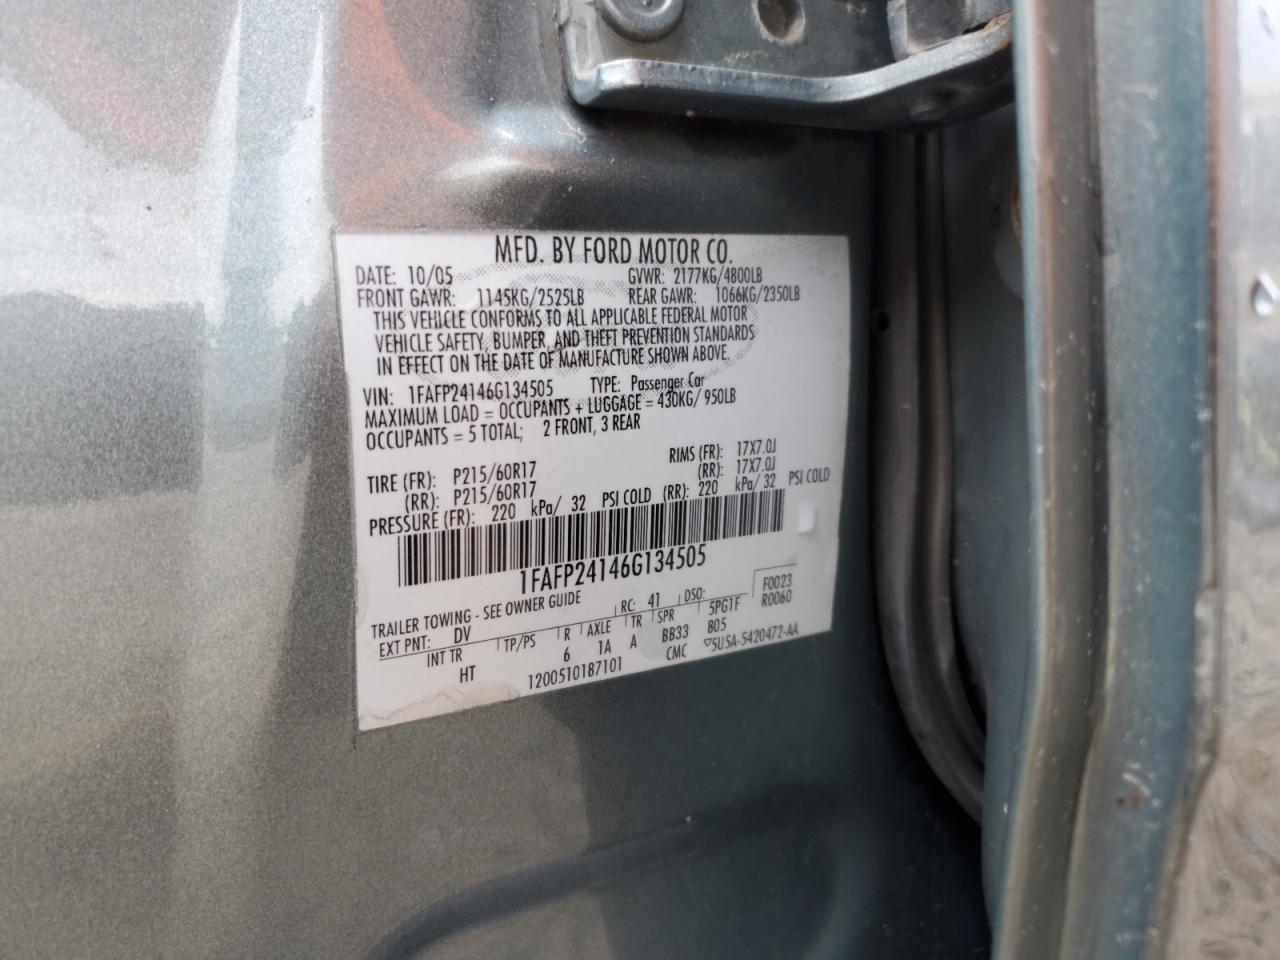 MFD. BY FORD MOTOR CO.
DATE: 10/05 GVWR: 2177KG/4800LB
FRONT GAWR: 1145KG/2525LB REAR GAWR: 1066KG/2350LB
THIS VEHICLE CONFORMS TO ALL APPLICABLE FEDERAL MOTOR
VEHICLE SAFETY, BUMPER, AND THEFT PREVENTION STANDARDS
IN EFFECT ON THE DATE OF MANUFACTURE SHOWN ABOVE.
VIN: 1FAFP24146G134505 TYPE: Passenger Car
MAXIMUM LOAD = OCCUPANTS + LUGGAGE = 430KG/ 950LB
OCCUPANTS = 5 TOTAL; 2 FRONT, 3 REAR
TIRE (FR): P215/60R17 RIMS (FR): 17X7.0J
(RR): P215/60R17 (RR): 17X7.0J
PRESSURE (FR): 220 kPa/ 32 PSI COLD (RR): 220 kPa/ 32 PSI COLD
1FAFP24146G134505
TRAILER TOWING - SEE OWNER GUIDE F0023
EXT PNT: DV RC: 41 DSO: R0060
INT TR TP/PS R AXLE TR SPR 5PG1F
HT 6 1A A BB33 B05
1200510187101 CMC ▽5U5A-5420472-AA